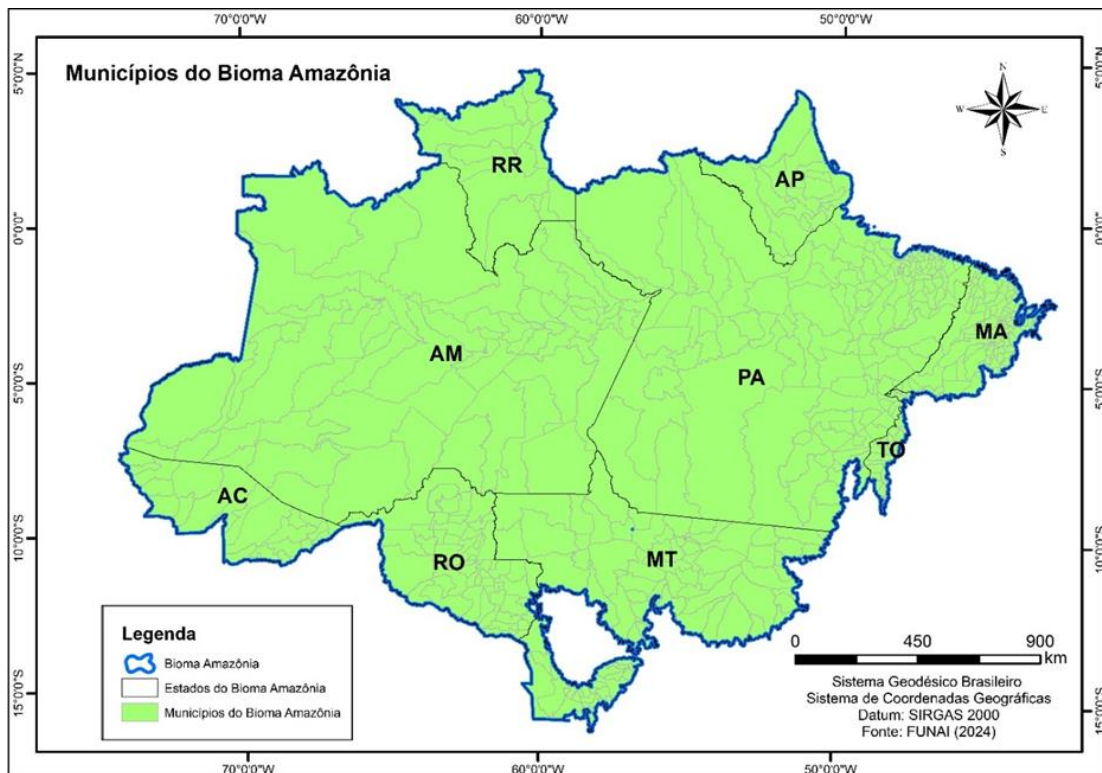 70°0'0"W 60°0'0"W 50°0'0"W
Municípios do Bioma Amazônia
N
W E
S
5°0'0"N 5°0'0"N
RR
AP
0°0'0" 0°0'0"
MA
AM
PA
5°0'0"S 5°0'0"S
TO
AC
10°0'0"S 10°0'0"S
RO
MT
Legenda
Bioma Amazônia
Estados do Bioma Amazônia
Municípios do Bioma Amazônia
0 450 900
km
Sistema Geodésico Brasileiro
Sistema de Coordenadas Geográficas
Datum: SIRGAS 2000
Fonte: FUNAI (2024)
15°0'0"S 15°0'0"S
70°0'0"W 60°0'0"W 50°0'0"W